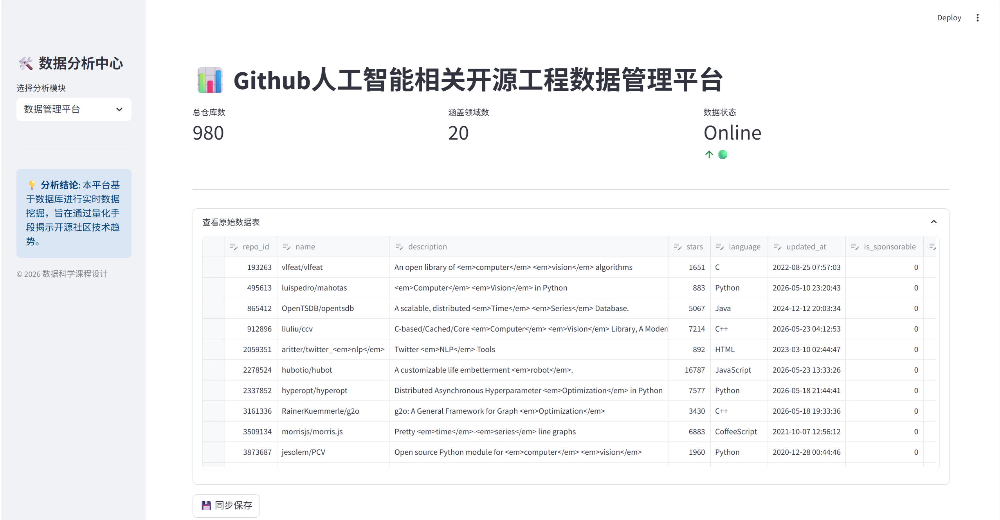 Deploy
🛠️ 数据分析中心
选择分析模块
数据管理平台
💡 分析结论: 本平台基
于数据库进行实时数据
挖掘，旨在通过量化手
段揭示开源社区技术趋
势。
© 2026 数据科学课程设计
📊 Github人工智能相关开源工程数据管理平台
总仓库数 涵盖领域数 数据状态
980 20 Online
查看原始数据表
repo_id name description stars language updated_at is_sponsorable
193263 vlfeat/vlfeat An open library of <em>computer</em> <em>vision</em> algorithms 1651 C 2022-08-25 07:57:03 0
495613 luispedro/mahotas <em>Computer</em> <em>Vision</em> in Python 883 Python 2026-05-10 23:20:43 0
865412 OpenTSDB/opentsdb A scalable, distributed <em>Time</em> <em>Series</em> Database. 5067 Java 2024-12-12 20:03:34 0
912896 liuliu/ccv C-based/Cached/Core <em>Computer</em> <em>Vision</em> Library, A Moder 7214 C++ 2026-05-23 04:12:53 0
2059351 aritter/twitter_<em>nlp</em> Twitter <em>NLP</em> Tools 892 HTML 2023-03-10 02:44:47 0
2278524 hubotio/hubot A customizable life embetterment <em>robot</em>. 16787 JavaScript 2026-05-23 13:33:26 0
2337852 hyperopt/hyperopt Distributed Asynchronous Hyperparameter <em>Optimization</em> in Python 7577 Python 2026-05-18 21:44:41 0
3161336 RainerKuemmerle/g2o g2o: A General Framework for Graph <em>Optimization</em> 3430 C++ 2026-05-18 19:33:36 0
3509134 morrisjs/morris.js Pretty <em>time</em>-<em>series</em> line graphs 6883 CoffeeScript 2021-10-07 12:56:12 0
3873687 jesolem/PCV Open source Python module for <em>computer</em> <em>vision</em> 1960 Python 2020-12-28 00:44:46 0
💾 同步保存